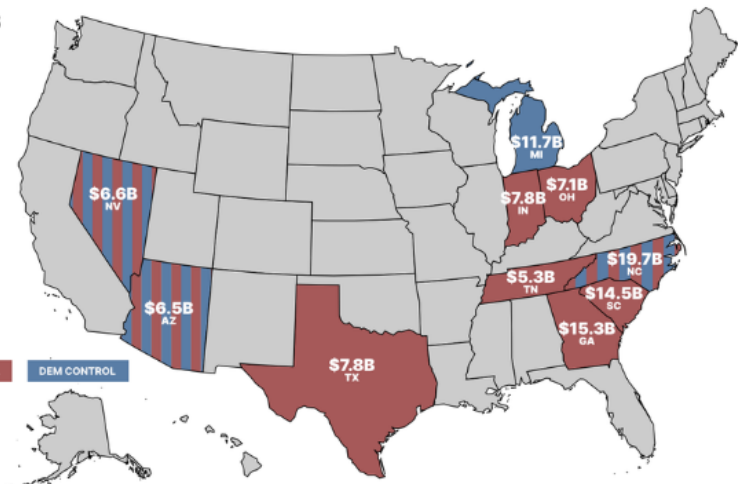 $11.7B
MI
$6.6B
NV
$7.8B
IN
$7.1B
OH
$19.7B
NC
$5.3B
TN
$14.5B
SC
$6.5B
AZ
$15.3B
GA
$7.8B
TX
DEM CONTROL